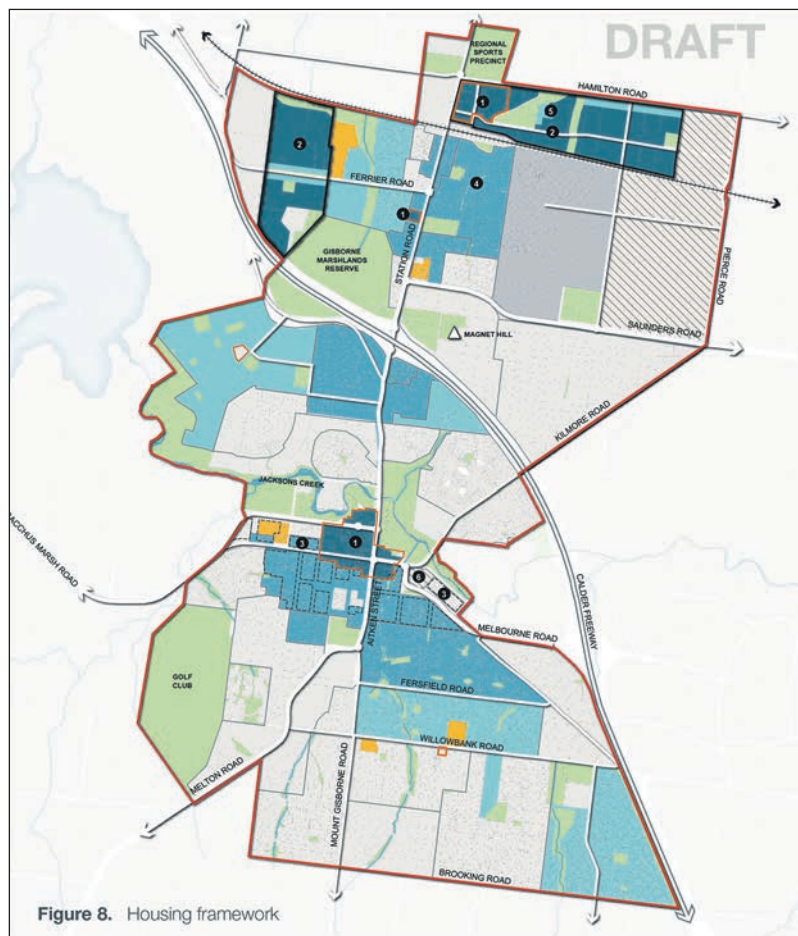 DRAFT
REGIONAL
SPORTS
PRECINCT
HAMILTON ROAD
1
5
2
2
FERRIER ROAD
4
1
STATION ROAD
GISBORNE
MARSHLANDS
RESERVE
PIERCE ROAD
SAUNDERS ROAD
MAGNET HILL
KILMORE ROAD
JACKSONS CREEK
BACCHUS MARSH ROAD
1
3
6
3
AITKEN STREET
CALDER FREEWAY
MELBOURNE ROAD
GOLF
CLUB
FERSFIELD ROAD
WILLOWBANK ROAD
MELTON ROAD
MOUNT GISBORNE ROAD
BROOKING ROAD
Figure 8. Housing framework